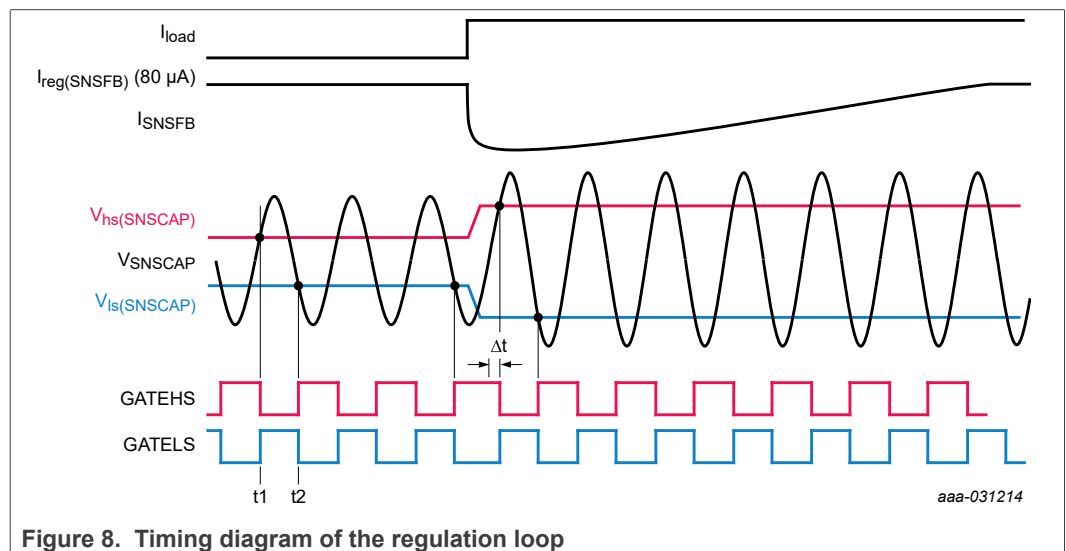 Iload
Ireg(SNSFB) (80 µA)
ISNSFB
Vhs(SNSCAP)
VSNSCAP
Vls(SNSCAP)
Δt
GATEHS
GATELS
t1 t2
aaa-031214
Figure 8. Timing diagram of the regulation loop